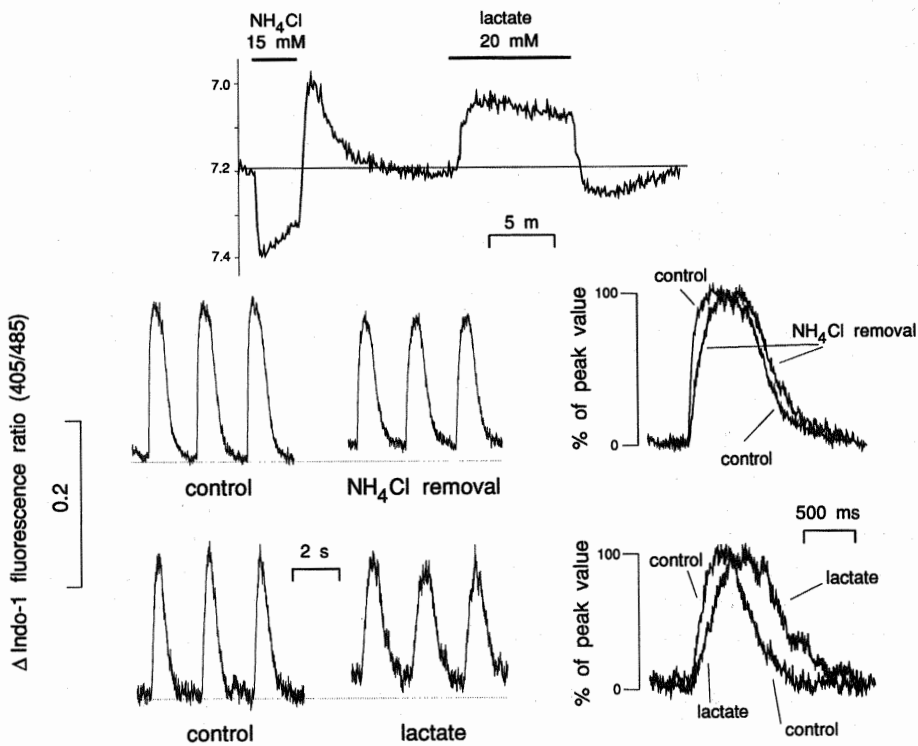 NH4Cl
15 mM
lactate
20 mM
7.0
7.2
7.4
5 m
Δ Indo-1 fluorescence ratio (405/485)
0.2
control
NH4Cl removal
% of peak value
100
0
control
NH4Cl removal
control
2 s
control
lactate
500 ms
% of peak value
100
0
control
lactate
lactate
control